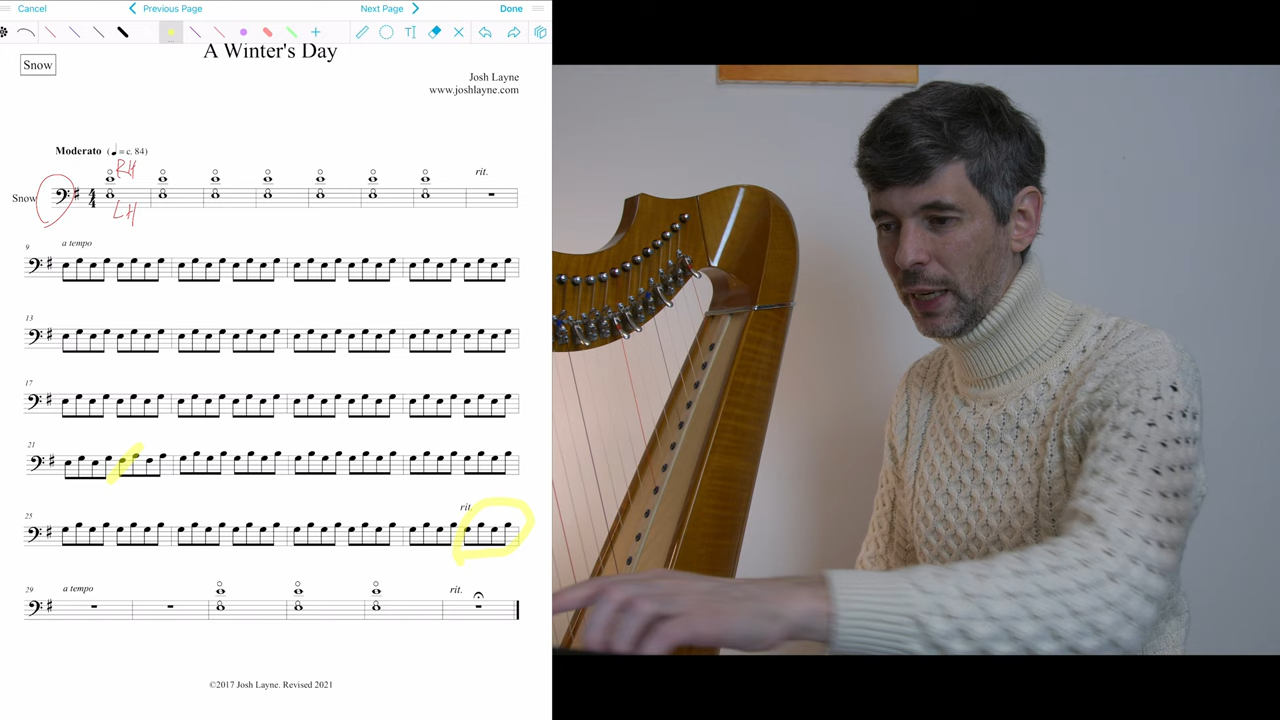 Cancel Previous Page Next Page Done
A Winter's Day
Snow
Josh Layne
www.joshlayne.com
Moderato (♩= c. 84)
RH
rit.
Snow
LH
9 a tempo
13
17
21
25 rit.
29 a tempo rit.
©2017 Josh Layne. Revised 2021